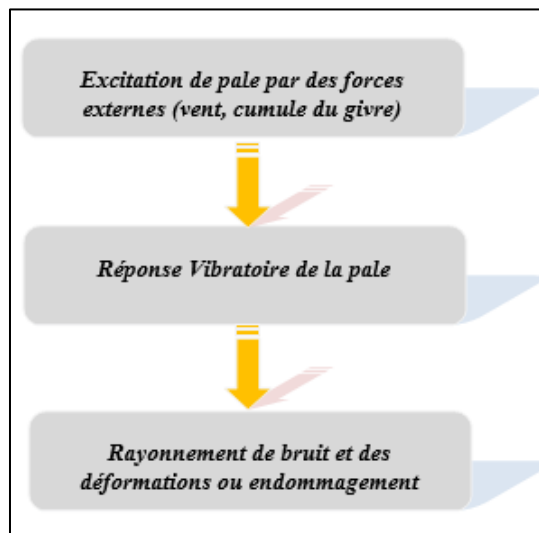 Excitation de pale par des forces
externes (vent, cumule du givre)
Réponse Vibratoire de la pale
Rayonnement de bruit et des
déformations ou endommagement